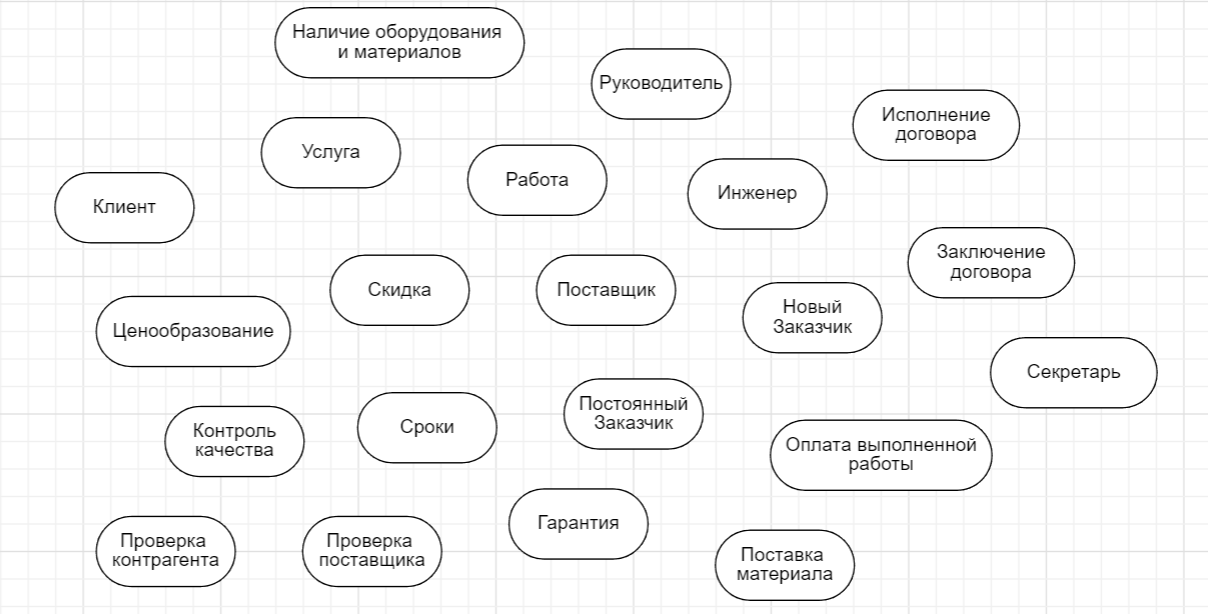 Наличие оборудования
и материалов
Руководитель
Исполнение
договора
Услуга
Работа
Инженер
Клиент
Заключение
договора
Скидка
Поставщик
Новый
Заказчик
Ценообразование
Секретарь
Постоянный
Заказчик
Сроки
Контроль
качества
Оплата выполненной
работы
Гарантия
Проверка
контрагента
Проверка
поставщика
Поставка
материала